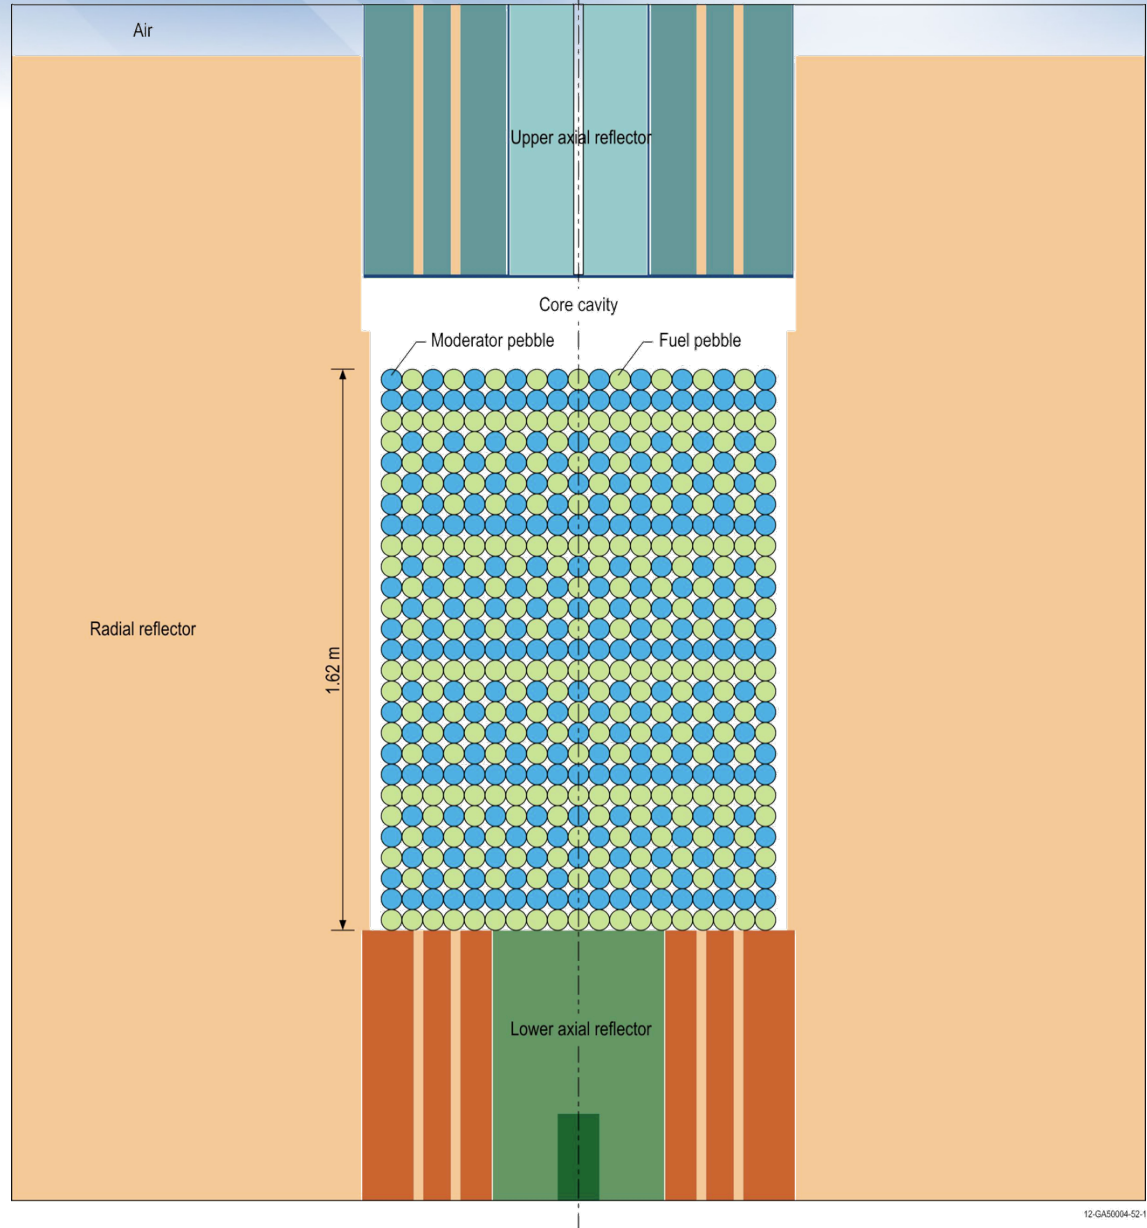 Air
Upper axial reflector
Core cavity
Moderator pebble
Fuel pebble
Radial reflector
1.62 m
Lower axial reflector
12-GA50004-52-1